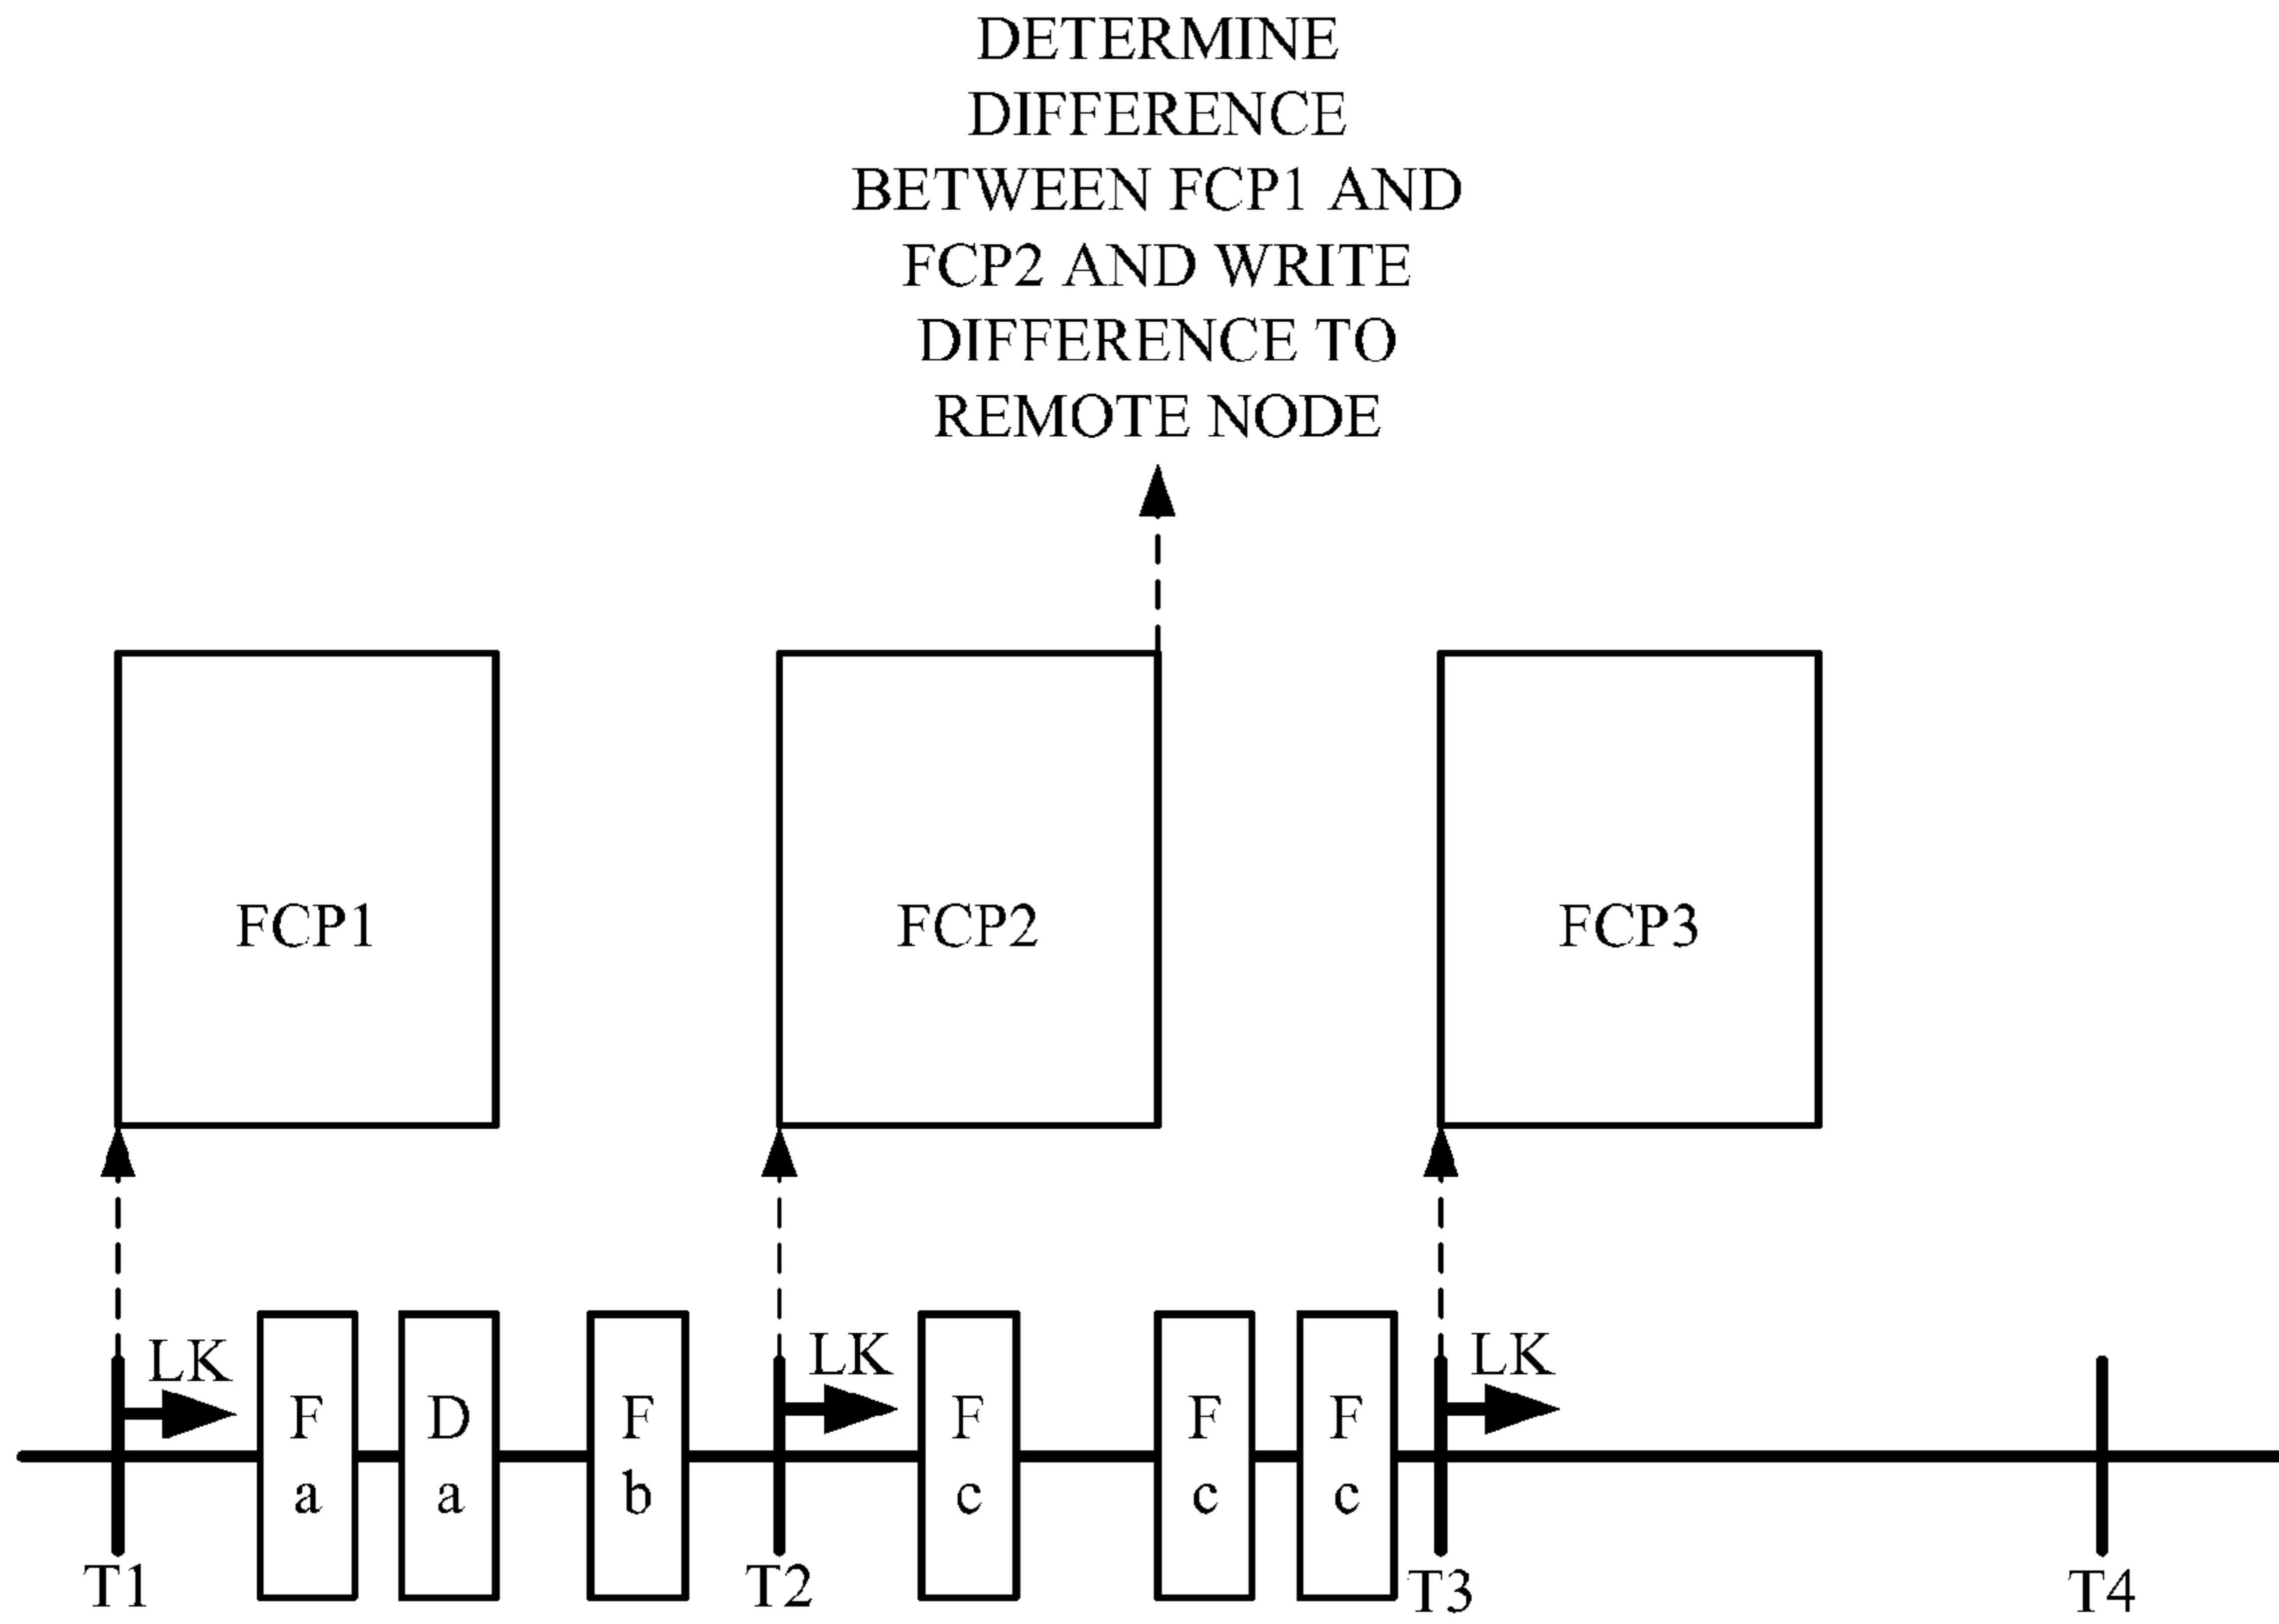 DETERMINE
DIFFERENCE
BETWEEN FCP1 AND
FCP2 AND WRITE
DIFFERENCE TO
REMOTE NODE
FCP1
FCP2
FCP3
LK
LK
LK
F
a
D
a
F
b
F
c
F
c
F
c
T1
T2
T3
T4